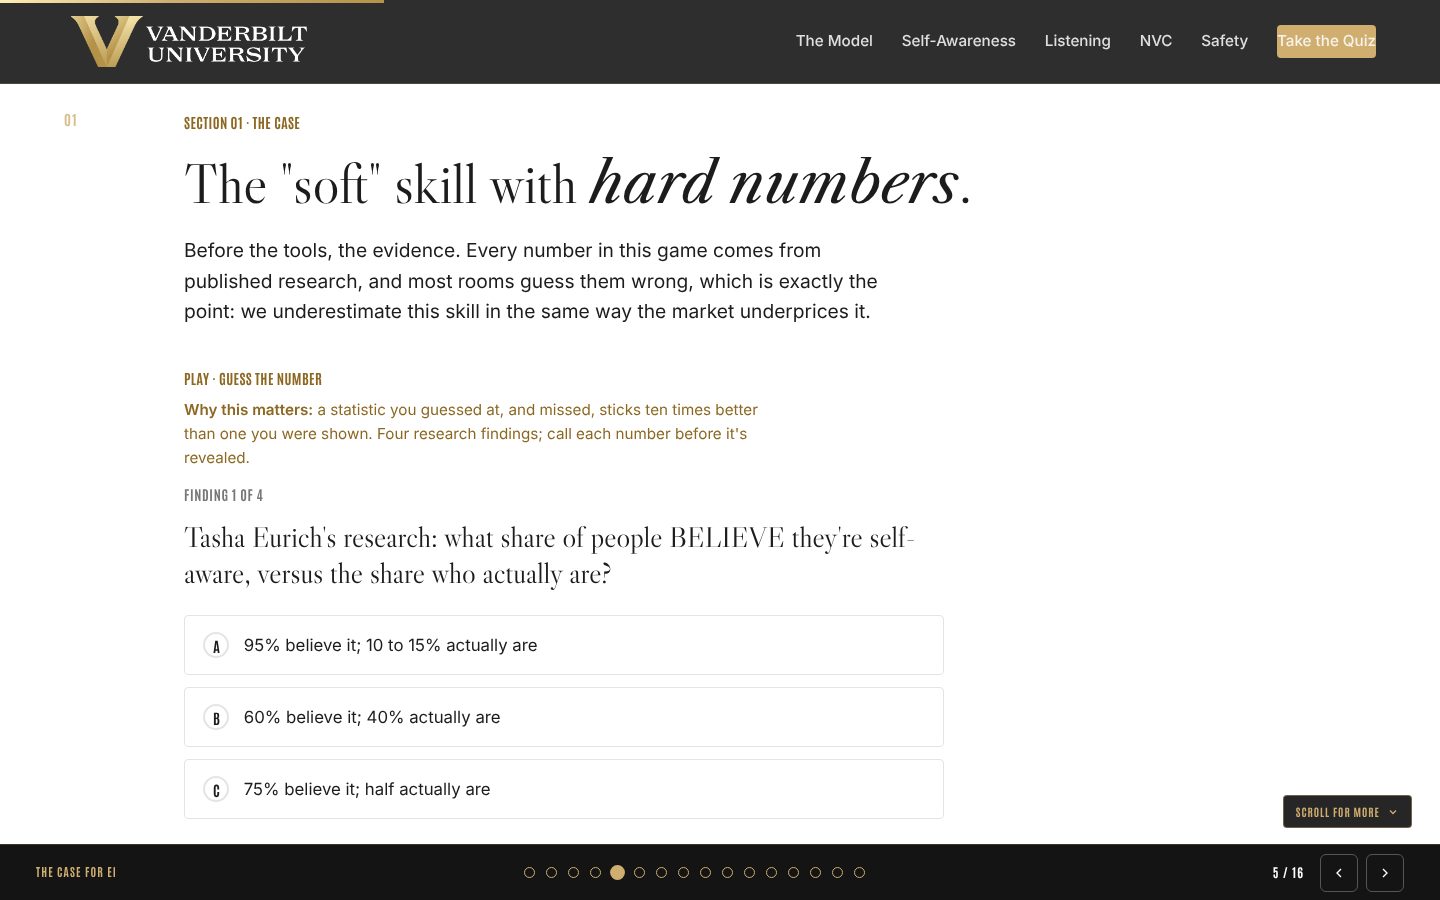 VANDERBILT
UNIVERSITY
The Model
Self-Awareness
Listening
NVC
Safety
Take the Quiz
01
SECTION 01 · THE CASE
The "soft" skill with hard numbers.
Before the tools, the evidence. Every number in this game comes from
published research, and most rooms guess them wrong, which is exactly the
point: we underestimate this skill in the same way the market underprices it.
PLAY · GUESS THE NUMBER
Why this matters: a statistic you guessed at, and missed, sticks ten times better
than one you were shown. Four research findings; call each number before it's
revealed.
FINDING 1 OF 4
Tasha Eurich's research: what share of people BELIEVE they're self-
aware, versus the share who actually are?
A 95% believe it; 10 to 15% actually are
B 60% believe it; 40% actually are
C 75% believe it; half actually are
SCROLL FOR MORE
THE CASE FOR EI
5 / 16